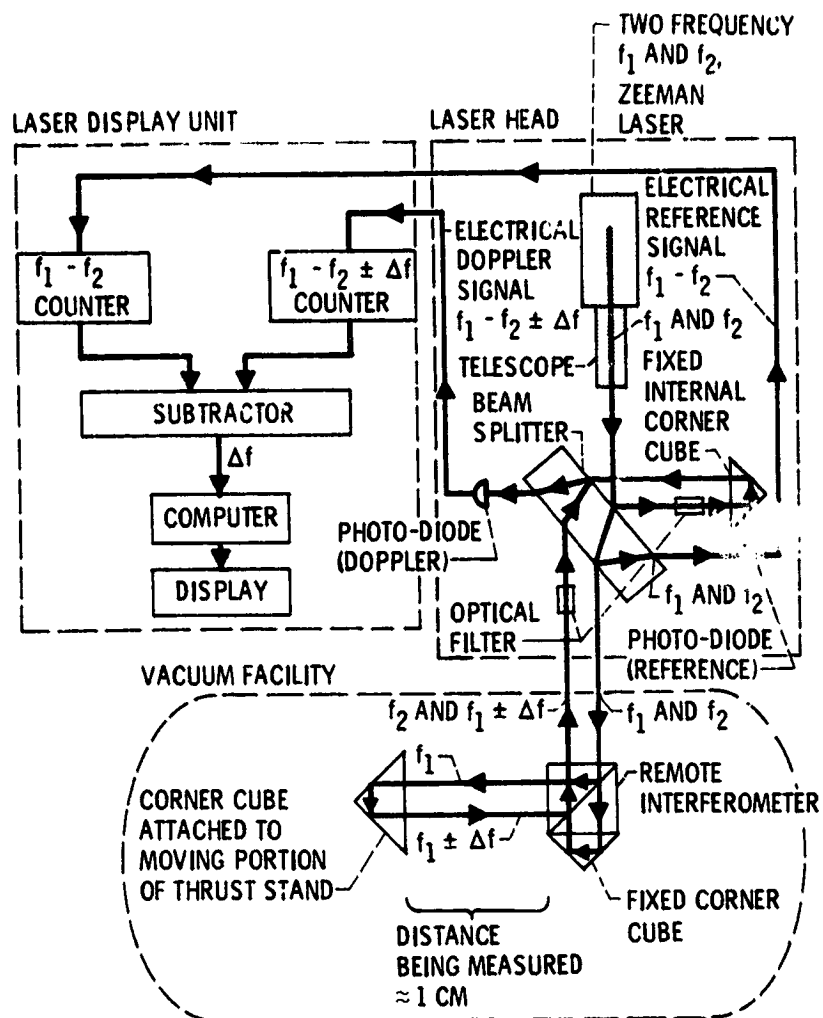 TWO FREQUENCY
f₁ AND f₂,
ZEEMAN
LASER
LASER DISPLAY UNIT
LASER HEAD
ELECTRICAL
REFERENCE
SIGNAL
f₁ - f₂
ELECTRICAL
DOPPLER
SIGNAL
f₁ - f₂ ± Δf
f₁ - f₂
COUNTER
f₁ - f₂ ± Δf
COUNTER
f₁ AND f₂
TELESCOPE
FIXED
INTERNAL
CORNER
CUBE
BEAM
SPLITTER
SUBTRACTOR
Δf
COMPUTER
DISPLAY
PHOTO-DIODE
(DOPPLER)
OPTICAL
FILTER
f₁ AND f₂
PHOTO-DIODE
(REFERENCE)
VACUUM FACILITY
f₂ AND f₁ ± Δf
f₁ AND f₂
f₁
REMOTE
INTERFEROMETER
CORNER CUBE
ATTACHED TO
MOVING PORTION
OF THRUST STAND
f₁ ± Δf
FIXED CORNER
CUBE
DISTANCE
BEING MEASURED
≈ 1 CM